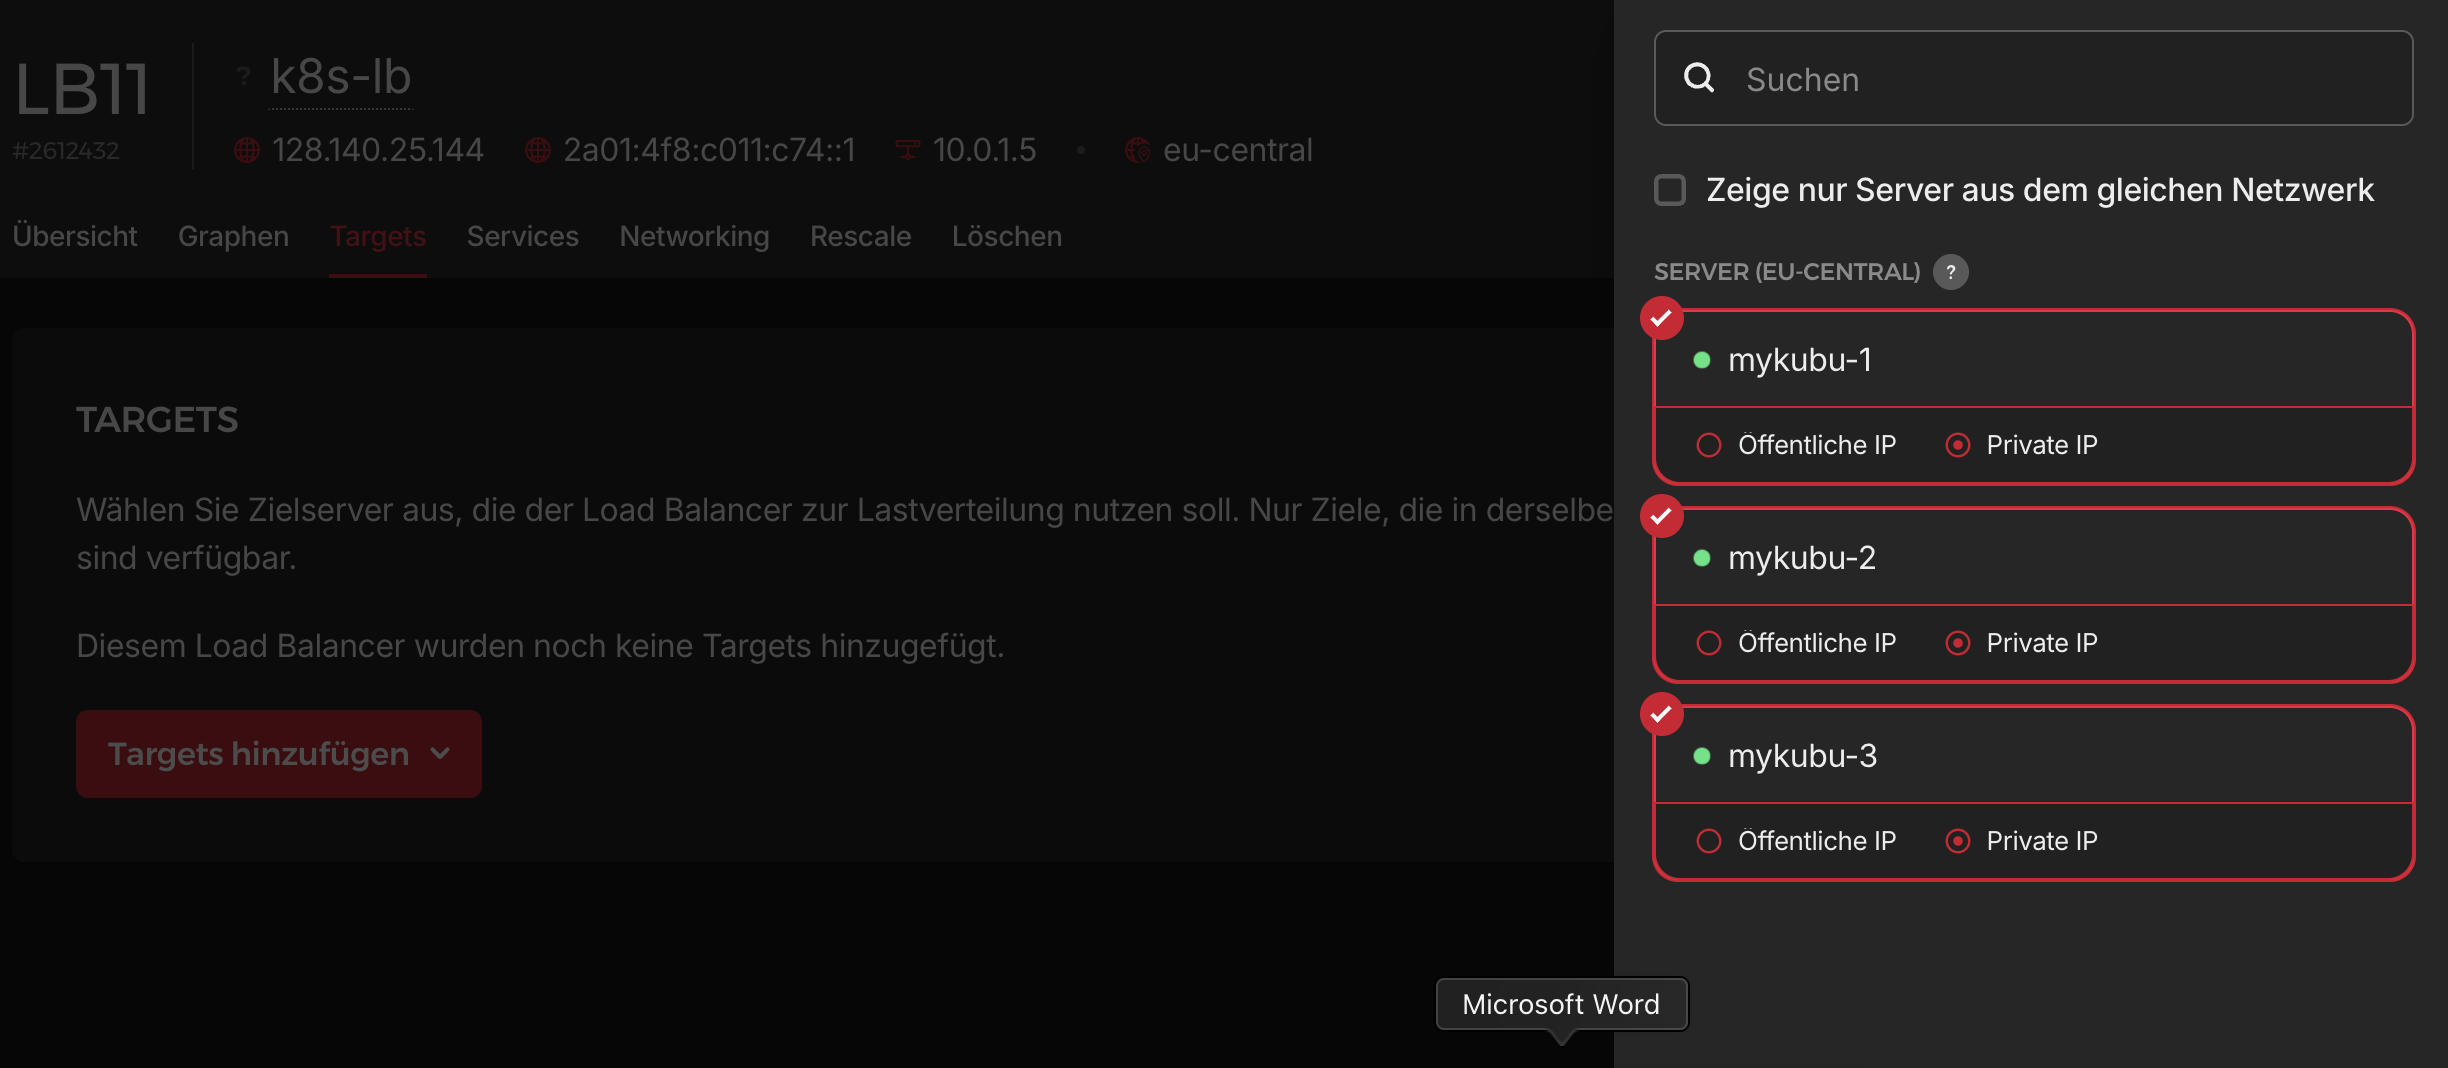 LB11
#2612432
? k8s-lb
128.140.25.144 2a01:4f8:c011:c74::1 10.0.1.5 • eu-central
Übersicht Graphen Targets Services Networking Rescale Löschen
TARGETS
Wählen Sie Zielserver aus, die der Load Balancer zur Lastverteilung nutzen soll. Nur Ziele, die in derselbe
sind verfügbar.
Diesem Load Balancer wurden noch keine Targets hinzugefügt.
Targets hinzufügen
Suchen
Zeige nur Server aus dem gleichen Netzwerk
SERVER (EU-CENTRAL) ?
mykubu-1
Öffentliche IP Private IP
mykubu-2
Öffentliche IP Private IP
mykubu-3
Öffentliche IP Private IP
Microsoft Word